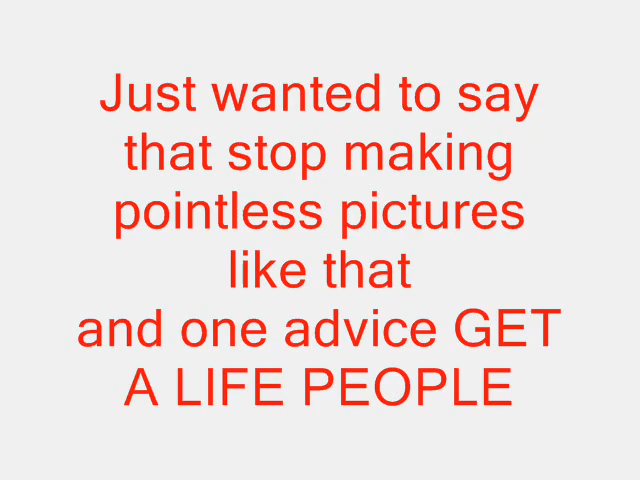 Just wanted to say
that stop making
pointless pictures
like that
and one advice GET
A LIFE PEOPLE